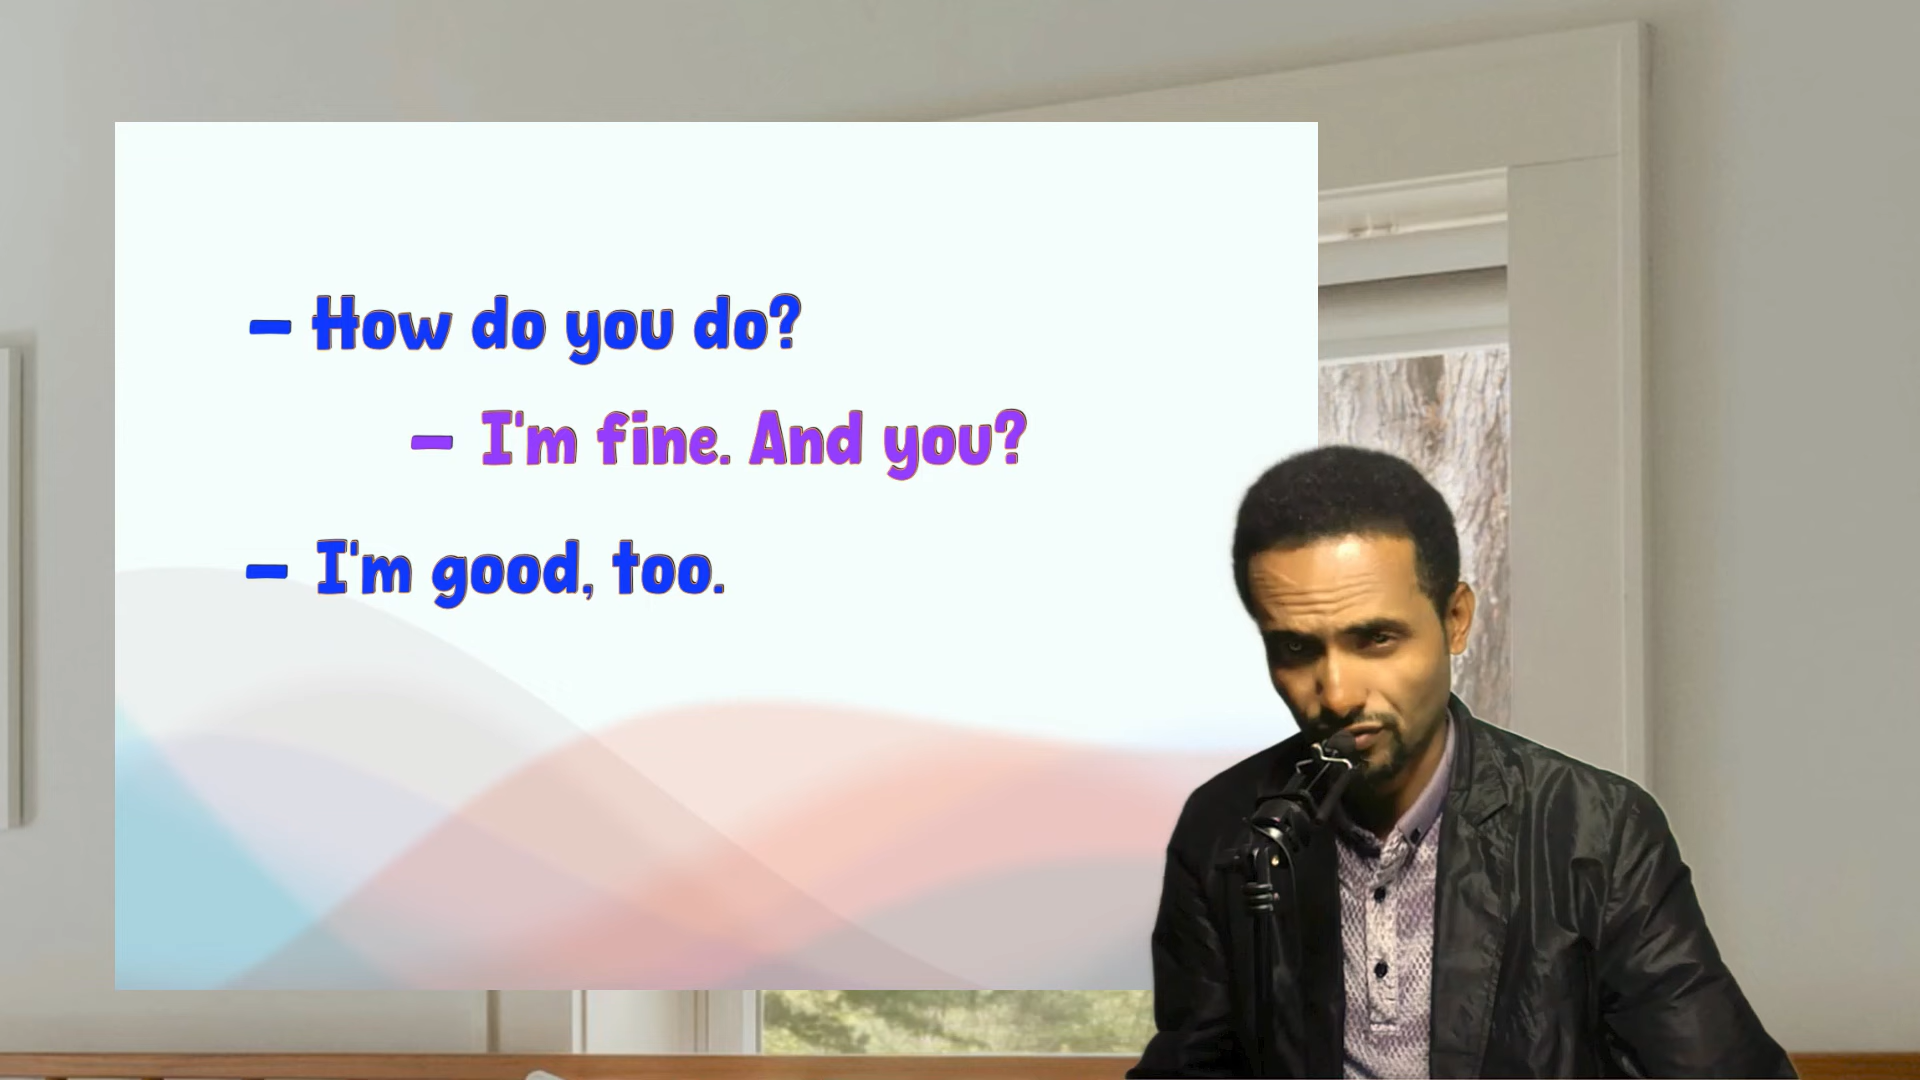 – How do you do?
– I'm fine. And you?
– I'm good, too.